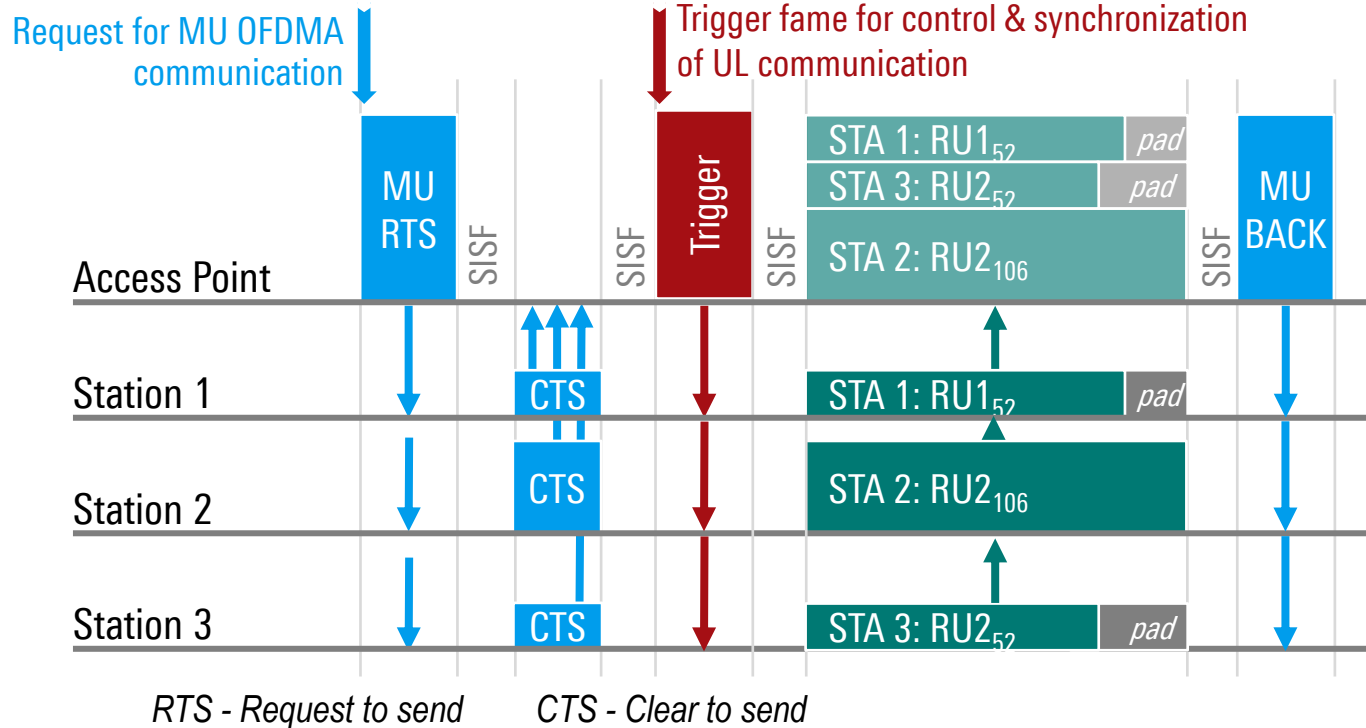 Request for MU OFDMA
communication
Trigger fame for control & synchronization
of UL communication
MU
RTS
SISF
SISF
Trigger
SISF
STA 1: RU1₅₂
pad
STA 3: RU2₅₂
pad
STA 2: RU2₁₀₆
SISF
MU
BACK
Access Point
Station 1
CTS
STA 1: RU1₅₂
pad
Station 2
CTS
STA 2: RU2₁₀₆
Station 3
CTS
STA 3: RU2₅₂
pad
RTS - Request to send
CTS - Clear to send